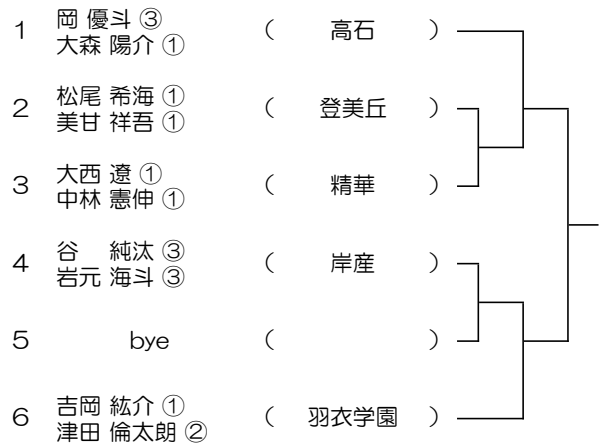 1 岡 優斗 ③ ( 高石 )
大森 陽介 ①
2 松尾 希海 ① ( 登美丘 )
美甘 祥吾 ①
3 大西 遼 ① ( 精華 )
中林 憲伸 ①
4 谷 純汰 ③ ( 岸産 )
岩元 海斗 ③
5 bye ( )
6 吉岡 紘介 ① ( 羽衣学園 )
津田 倫太朗 ②